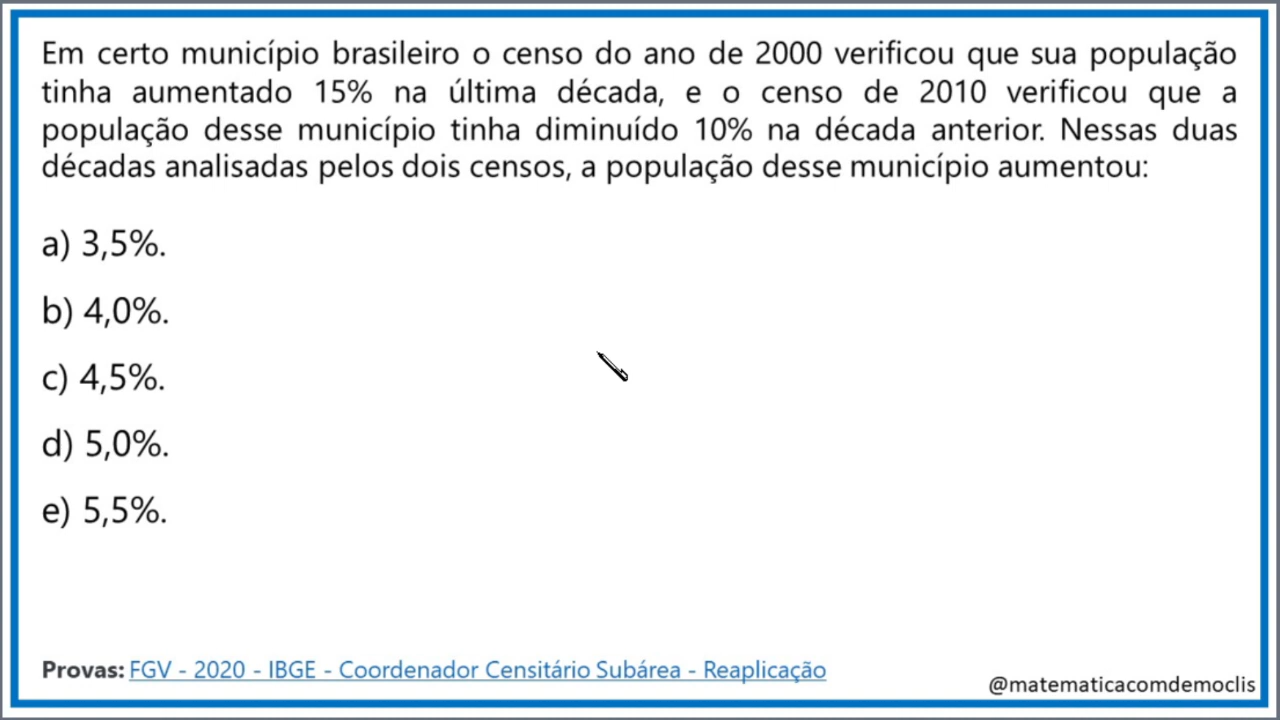 Em certo município brasileiro o censo do ano de 2000 verificou que sua população
tinha aumentado 15% na última década, e o censo de 2010 verificou que a
população desse município tinha diminuído 10% na década anterior. Nessas duas
décadas analisadas pelos dois censos, a população desse município aumentou:
a) 3,5%.
b) 4,0%.
c) 4,5%.
d) 5,0%.
e) 5,5%.
Provas: FGV - 2020 - IBGE - Coordenador Censitário Subárea - Reaplicação
@matematicacomdemoclis